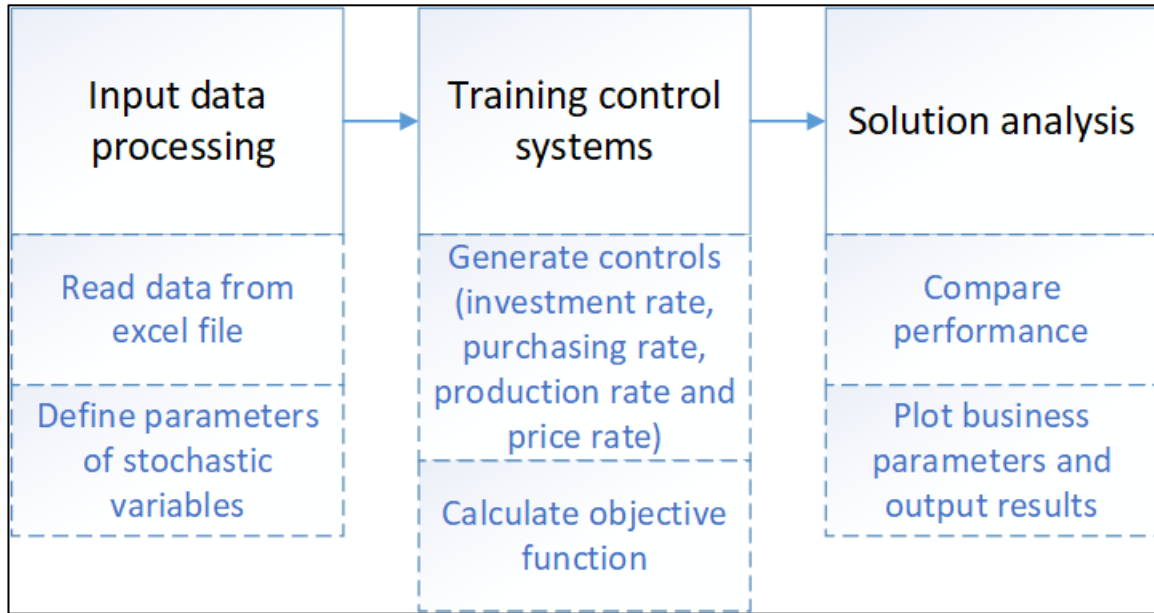 Input data
processing
Training control
systems
Solution analysis
Read data from
excel file
Define parameters
of stochastic
variables
Generate controls
(investment rate,
purchasing rate,
production rate and
price rate)
Calculate objective
function
Compare
performance
Plot business
parameters and
output results